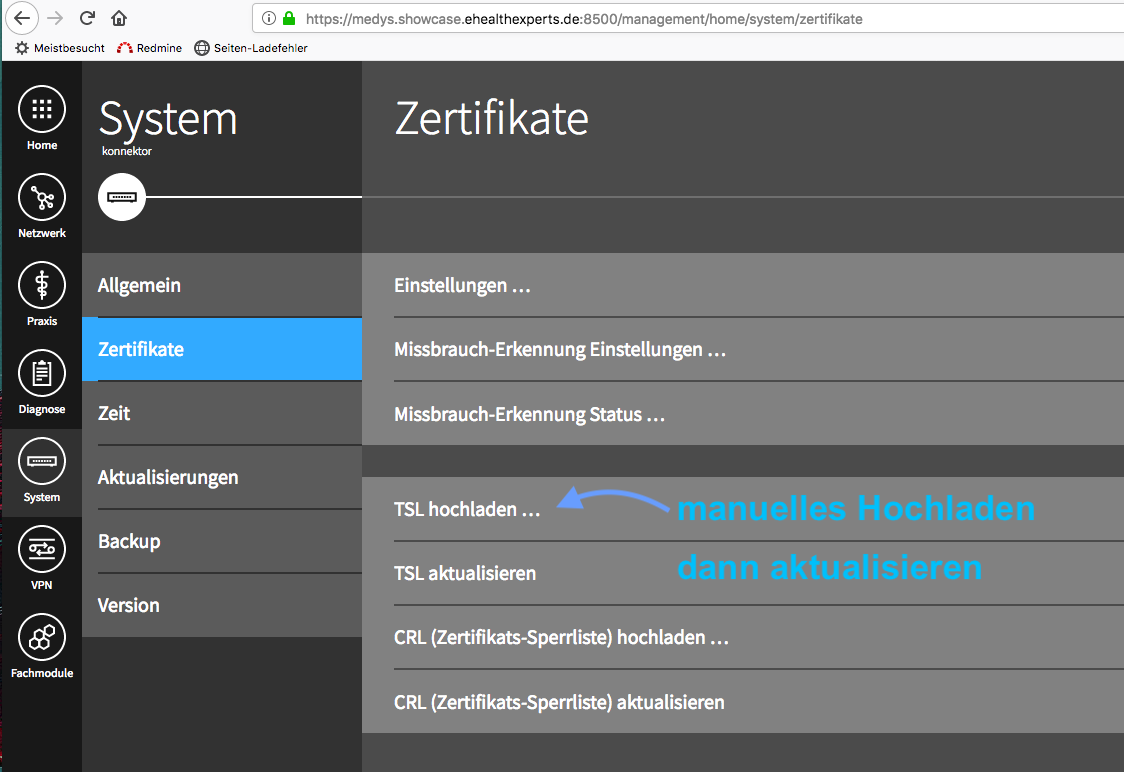 https://medys.showcase.ehealthexperts.de:8500/management/home/system/zertifikate
Meistbesucht Redmine Seiten-Ladefehler
Home
Netzwerk
Praxis
Diagnose
System
VPN
Fachmodule
System
konnektor
Allgemein
Zertifikate
Zeit
Aktualisierungen
Backup
Version
Zertifikate
Einstellungen …
Missbrauch-Erkennung Einstellungen …
Missbrauch-Erkennung Status …
TSL hochladen …
manuelles Hochladen
dann aktualisieren
TSL aktualisieren
CRL (Zertifikats-Sperrliste) hochladen …
CRL (Zertifikats-Sperrliste) aktualisieren